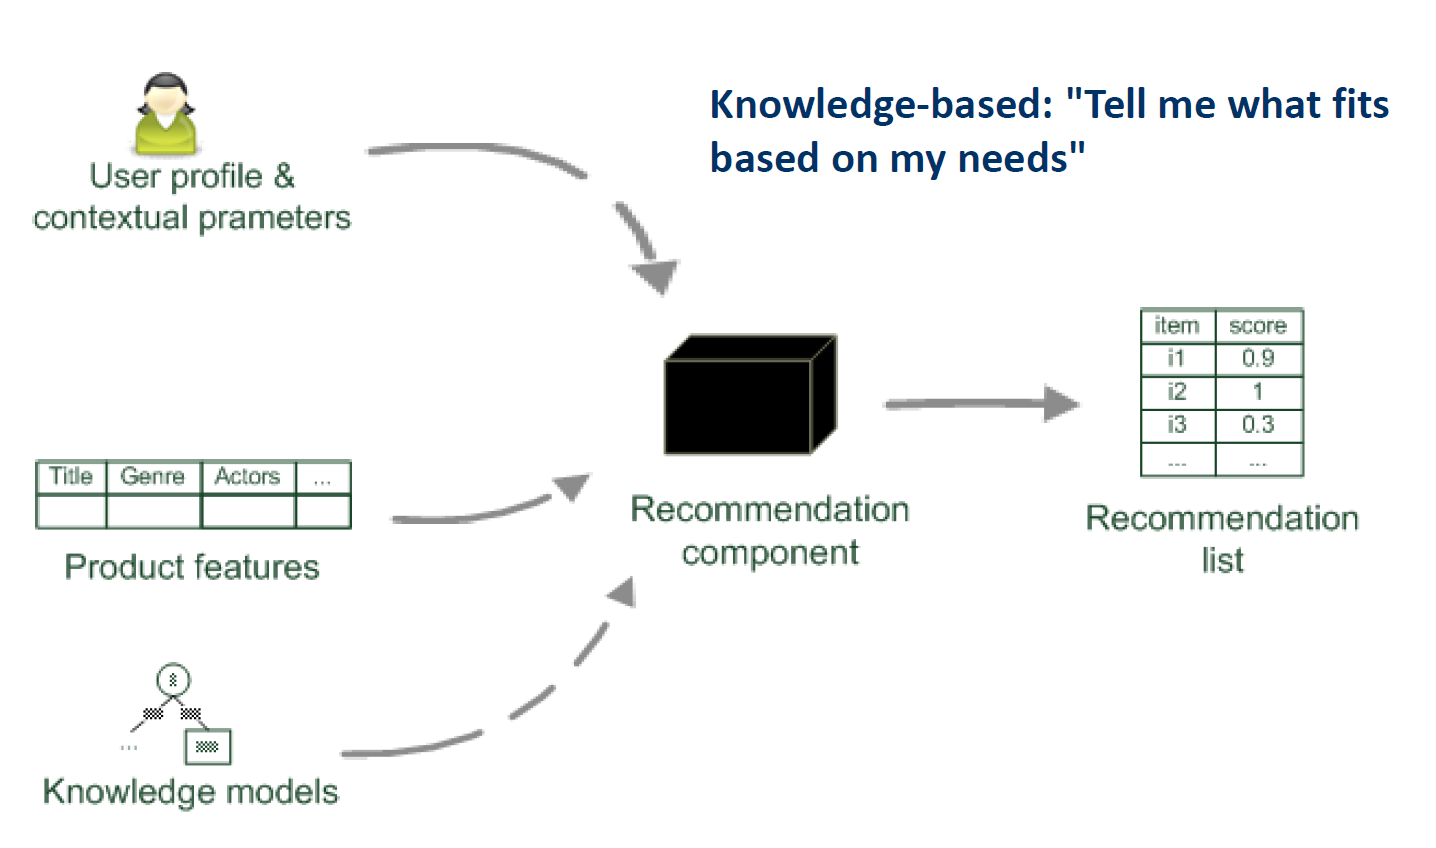 Knowledge-based: "Tell me what fits
based on my needs"
User profile &
contextual prameters
Title Genre Actors ...
Product features
Knowledge models
...
Recommendation
component
item score
i1 0.9
i2 1
i3 0.3
... ...
Recommendation
list